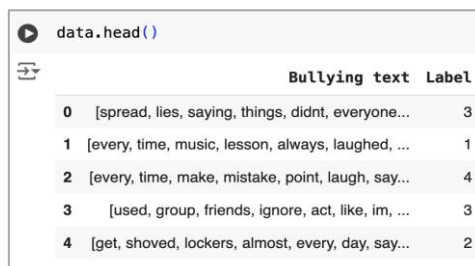 data.head()
Bullying text Label
0 [spread, lies, saying, things, didnt, everyone... 3
1 [every, time, music, lesson, always, laughed, ... 1
2 [every, time, make, mistake, point, laugh, say... 4
3 [used, group, friends, ignore, act, like, im, ... 3
4 [get, shoved, lockers, almost, every, day, say... 2